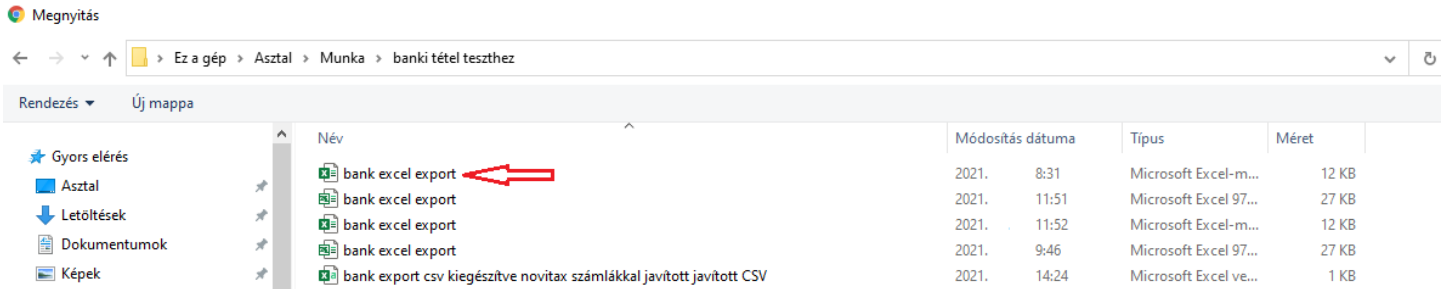 Megnyitás
Ez a gép > Asztal > Munka > banki tétel teszthez
Rendezés Új mappa
Név Módosítás dátuma Típus Méret
Gyors elérés
bank excel export 2021. 8:31 Microsoft Excel-m... 12 KB
Asztal
bank excel export 2021. 11:51 Microsoft Excel 97... 27 KB
Letöltések
bank excel export 2021. 11:52 Microsoft Excel-m... 12 KB
Dokumentumok
bank excel export 2021. 9:46 Microsoft Excel 97... 27 KB
Képek
bank export csv kiegészítve novitax számlákkal javított javított CSV 2021. 14:24 Microsoft Excel ve... 1 KB